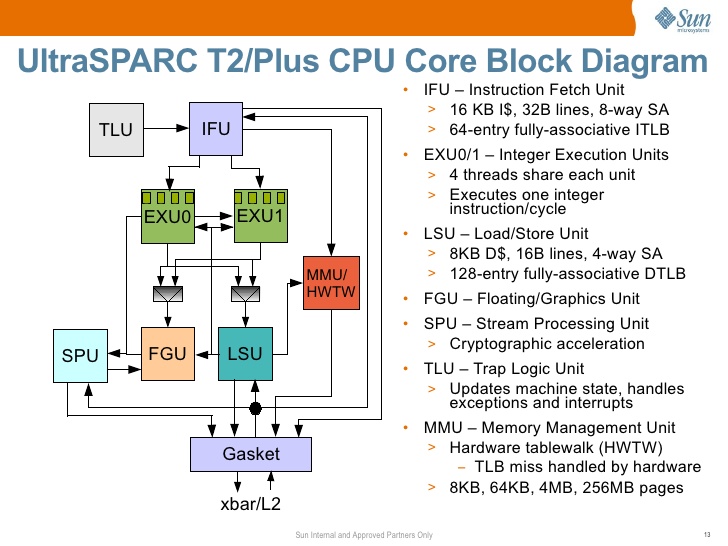 Sun
microsystems
UltraSPARC T2/Plus CPU Core Block Diagram
TLU
IFU
EXU0
EXU1
MMU/
HWTW
SPU
FGU
LSU
Gasket
xbar/L2
• IFU – Instruction Fetch Unit
> 16 KB I$, 32B lines, 8-way SA
> 64-entry fully-associative ITLB
• EXU0/1 – Integer Execution Units
> 4 threads share each unit
> Executes one integer
instruction/cycle
• LSU – Load/Store Unit
> 8KB D$, 16B lines, 4-way SA
> 128-entry fully-associative DTLB
• FGU – Floating/Graphics Unit
• SPU – Stream Processing Unit
> Cryptographic acceleration
• TLU – Trap Logic Unit
> Updates machine state, handles
exceptions and interrupts
• MMU – Memory Management Unit
> Hardware tablewalk (HWTW)
– TLB miss handled by hardware
> 8KB, 64KB, 4MB, 256MB pages
Sun Internal and Approved Partners Only
13